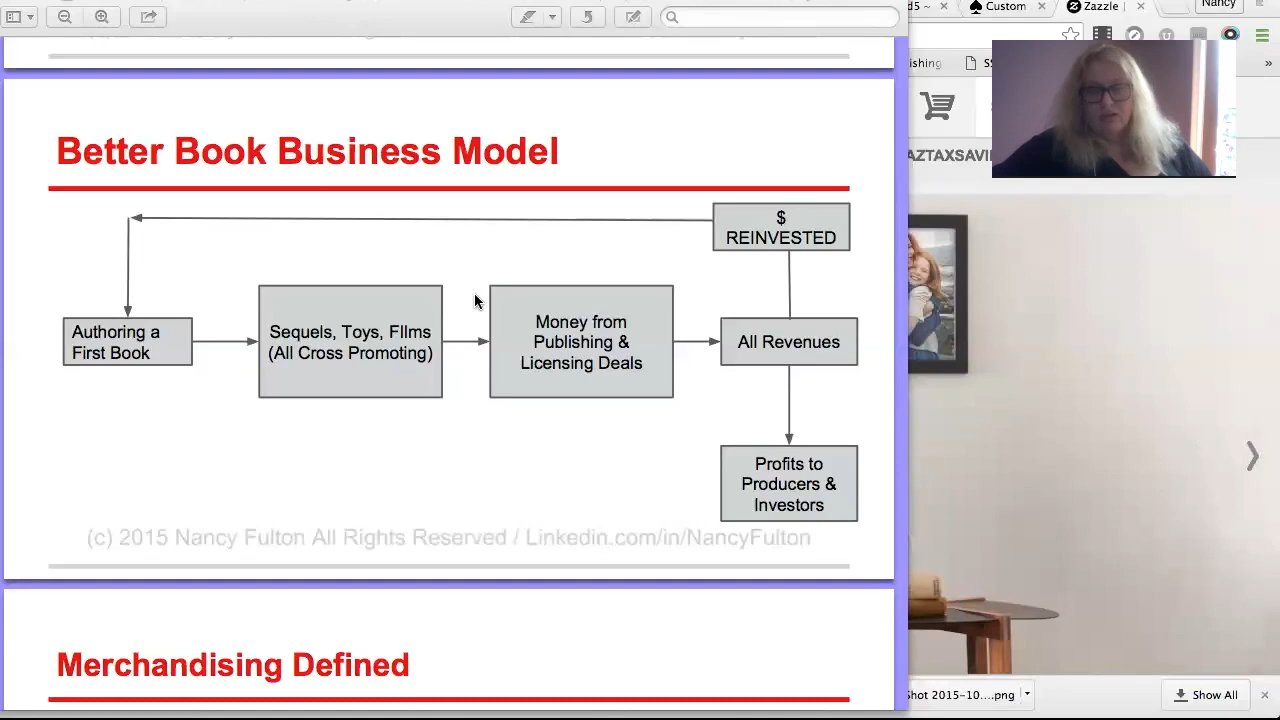 d5 ~
Custom
Zazzle |
Nancy
ishing
AZTAXSAVI
Better Book Business Model
$
REINVESTED
Authoring a
First Book
Sequels, Toys, FIlms
(All Cross Promoting)
Money from
Publishing &
Licensing Deals
All Revenues
Profits to
Producers &
Investors
(c) 2015 Nancy Fulton All Rights Reserved / Linkedin.com/in/NancyFulton
Merchandising Defined
Shot 2015-10....png
Show All